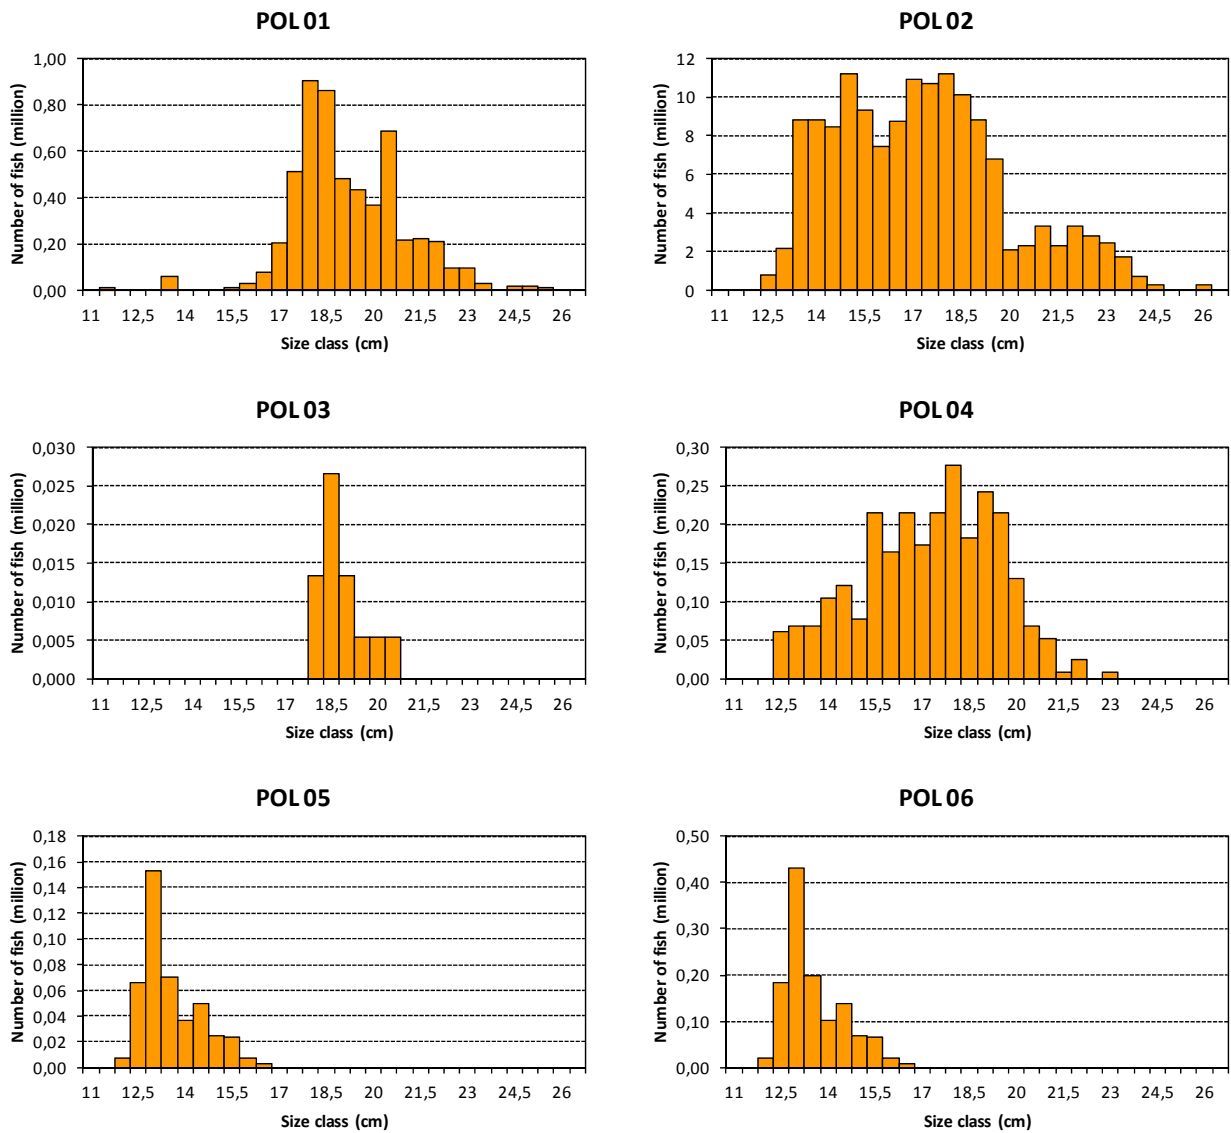 POL 01
Number of fish (million)
1,00
0,80
0,60
0,40
0,20
0,00
11 12,5 14 15,5 17 18,5 20 21,5 23 24,5 26
Size class (cm)
POL 02
Number of fish (million)
12
10
8
6
4
2
0
11 12,5 14 15,5 17 18,5 20 21,5 23 24,5 26
Size class (cm)
POL 03
Number of fish (million)
0,030
0,025
0,020
0,015
0,010
0,005
0,000
11 12,5 14 15,5 17 18,5 20 21,5 23 24,5 26
Size class (cm)
POL 04
Number of fish (million)
0,30
0,25
0,20
0,15
0,10
0,05
0,00
11 12,5 14 15,5 17 18,5 20 21,5 23 24,5 26
Size class (cm)
POL 05
Number of fish (million)
0,18
0,16
0,14
0,12
0,10
0,08
0,06
0,04
0,02
0,00
11 12,5 14 15,5 17 18,5 20 21,5 23 24,5 26
Size class (cm)
POL 06
Number of fish (million)
0,50
0,40
0,30
0,20
0,10
0,00
11 12,5 14 15,5 17 18,5 20 21,5 23 24,5 26
Size class (cm)